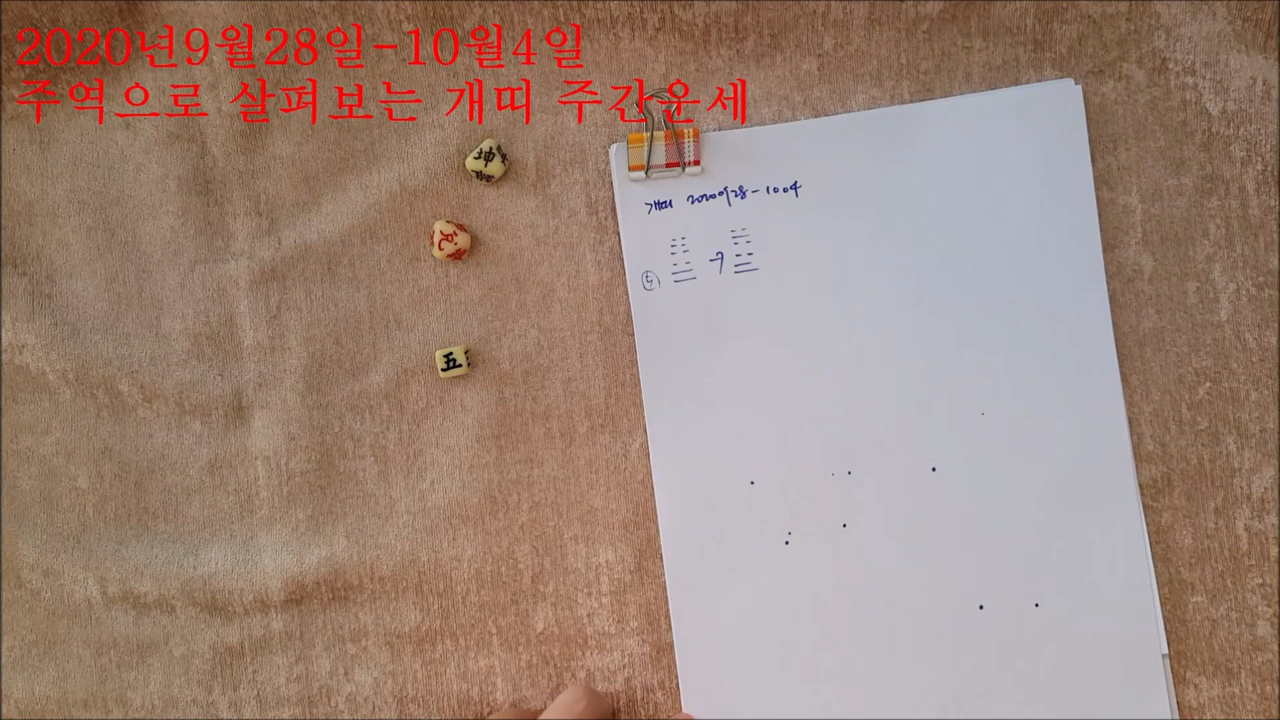 2020년9월28일-10월4일
주역으로 살펴보는 개띠 주간운세
坤
兌
五
개띠 20200928-1004